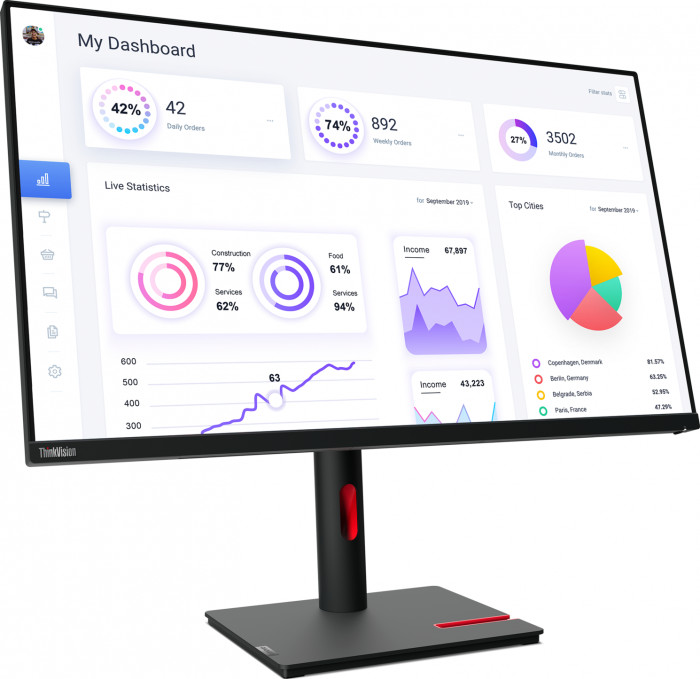 My Dashboard
Filter stats
42%
42
Daily Orders
74%
892
Weekly Orders
27%
3502
Monthly Orders
Live Statistics
for September 2019
Top Cities
for September 2019
Construction
77%
Services
62%
Food
61%
Services
94%
Income 67,897
600
500
400
300
63
Income 43,223
Copenhagen, Denmark 81.57%
Berlin, Germany 63.25%
Belgrade, Serbia 52.95%
Paris, France 47.29%
ThinkVision